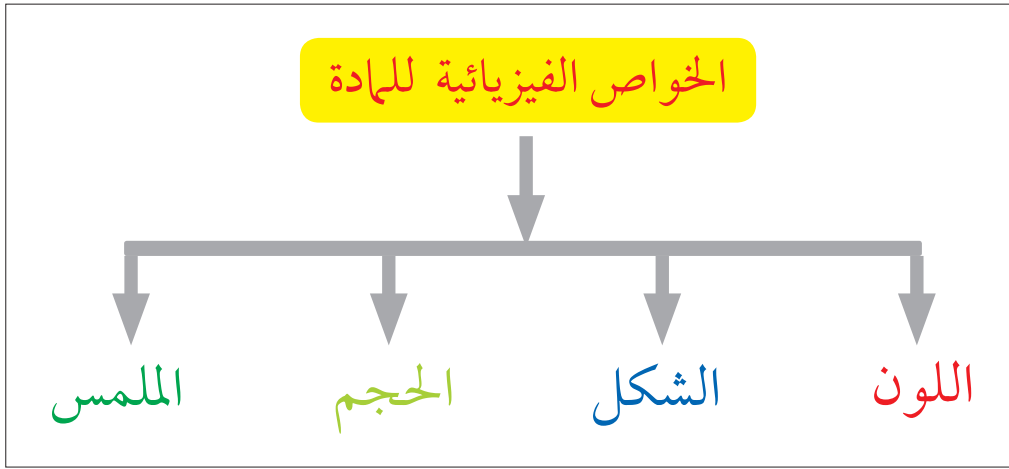 الخواص الفيزيائية للمادة
اللون
الشكل
الحجم
الملمس